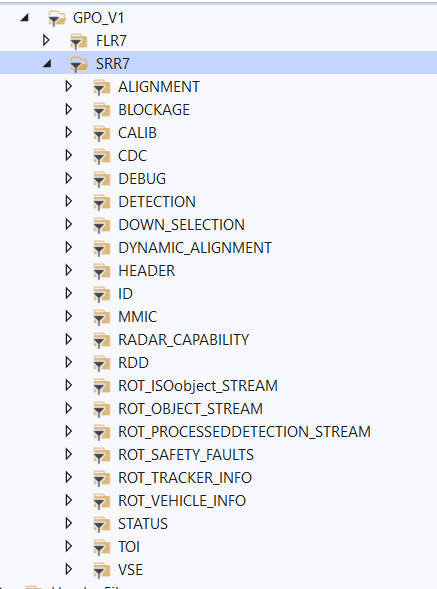 GPO_V1
FLR7
SRR7
ALIGNMENT
BLOCKAGE
CALIB
CDC
DEBUG
DETECTION
DOWN_SELECTION
DYNAMIC_ALIGNMENT
HEADER
ID
MMIC
RADAR_CAPABILITY
RDD
ROT_ISOobject_STREAM
ROT_OBJECT_STREAM
ROT_PROCESSEDDETECTION_STREAM
ROT_SAFETY_FAULTS
ROT_TRACKER_INFO
ROT_VEHICLE_INFO
STATUS
TOI
VSE